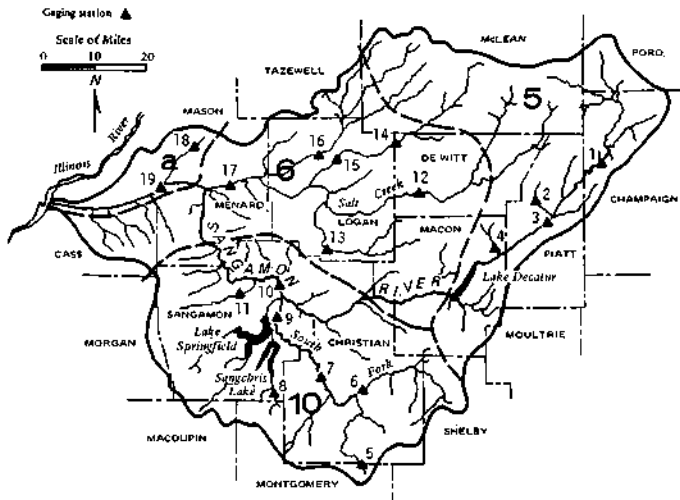 Gaging station
Scale of Miles
0 10 20
N
MCLEAN
FORD
TAZEWELL
5
MASON
Illinois
River
18
a
16
14
6
15
DE WITT
1
19
17
12
2
CHAMPAIGN
MENARD
Salt Creek
LOGAN
3
CASS
13
MACON
4
PIATT
SANGAMON
RIVER
Lake Decatur
10
SANGAMON
11
9
MOULTRIE
MORGAN
Lake
Springfield
South
CHRISTIAN
Fork
Sangchris
Lake
7
6
8
10
SHELBY
MACOUPIN
5
MONTGOMERY